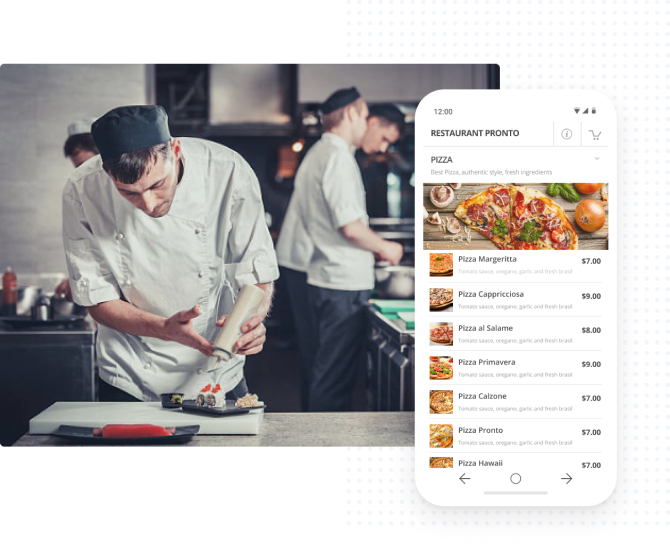 12:00
RESTAURANT PRONTO
PIZZA
Best Pizza, authentic style, fresh ingredients
Pizza Margeritta
$7.00
Tomato sauce, oregano, garlic and fresh brasil
Pizza Cappricciosa
$9.00
Tomato sauce, oregano, garlic and fresh brasil
Pizza al Salame
$8.00
Tomato sauce, oregano, garlic and fresh brasil
Pizza Primavera
$9.00
Tomato sauce, oregano, garlic and fresh brasil
Pizza Calzone
$7.00
Tomato sauce, oregano, garlic and fresh brasil
Pizza Pronto
$7.00
Tomato sauce, oregano, garlic and fresh brasil
Pizza Hawaii
$7.00